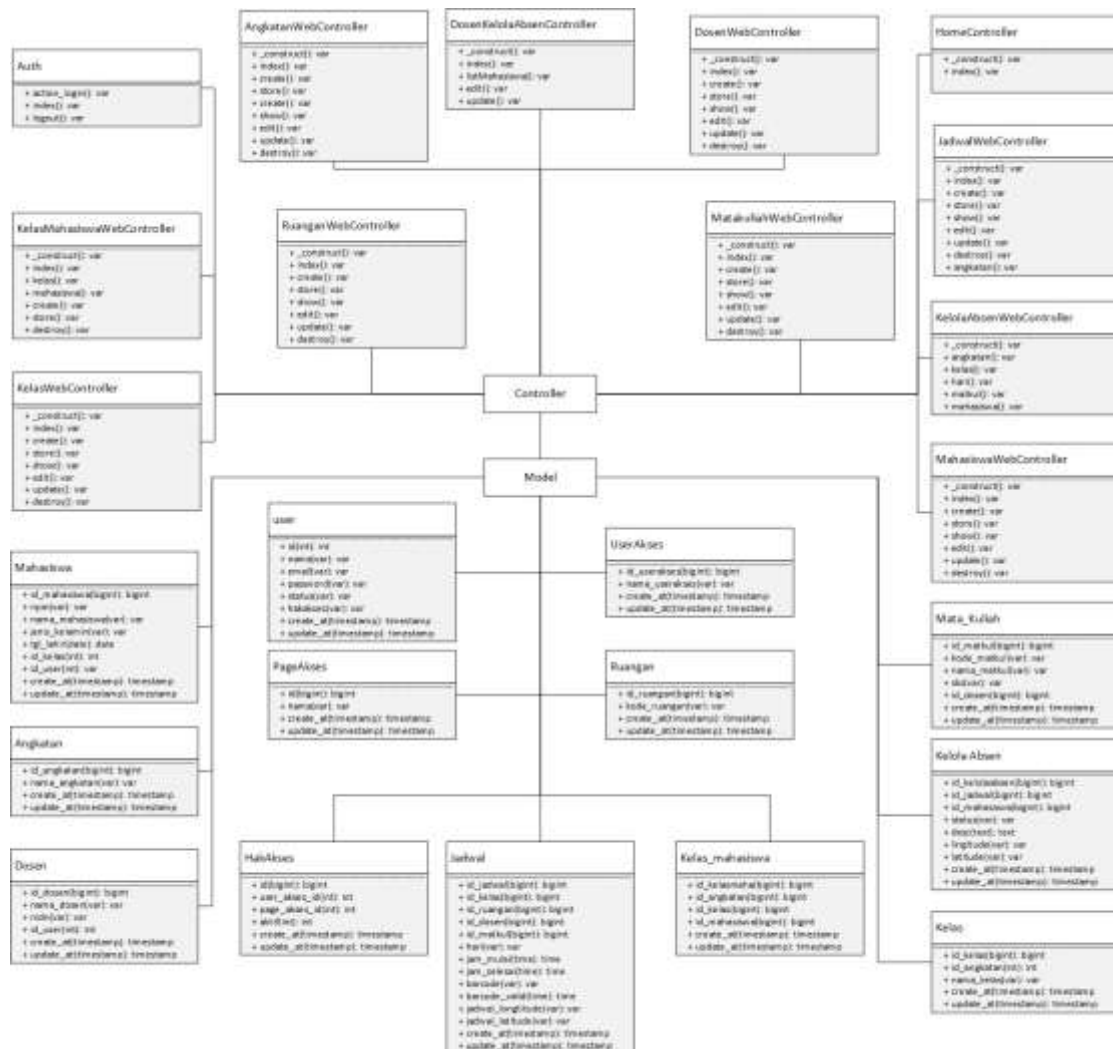 AngkatanWebController
+ _construct(): var
+ index(): var
+ create(): var
+ store(): var
+ create(): var
+ show(): var
+ edit(): var
+ update(): var
+ destroy(): var
DosenKelolaAbsenController
+ _construct(): var
+ index(): var
+ listMahasiswa(): var
+ edit(): var
+ update(): var
DosenWebController
+ _construct(): var
+ index(): var
+ create(): var
+ store(): var
+ show(): var
+ edit(): var
+ update(): var
+ destroy(): var
HomeController
+ _construct(): var
+ index(): var
Auth
+ action_login(): var
+ index(): var
+ logout(): var
JadwalWebController
+ _construct(): var
+ index(): var
+ create(): var
+ store(): var
+ show(): var
+ edit(): var
+ update(): var
+ destroy(): var
+ angkatan(): var
KelasMahasiswaWebController
+ _construct(): var
+ index(): var
+ kelas(): var
+ mahasiswa(): var
+ create(): var
+ store(): var
+ destroy(): var
RuanganWebController
+ _construct(): var
+ index(): var
+ create(): var
+ store(): var
+ show(): var
+ edit(): var
+ update(): var
+ destroy(): var
MatakuliahWebController
+ _construct(): var
+ index(): var
+ create(): var
+ store(): var
+ show(): var
+ edit(): var
+ update(): var
+ destroy(): var
KelolaAbsenWebController
+ _construct(): var
+ angkatan(): var
+ kelas(): var
+ hari(): var
+ matkul(): var
+ mahasiswa(): var
KelasWebController
+ _construct(): var
+ index(): var
+ create(): var
+ store(): var
+ show(): var
+ edit(): var
+ update(): var
+ destroy(): var
Controller
Model
MahasiswaWebController
+ _construct(): var
+ index(): var
+ create(): var
+ store(): var
+ show(): var
+ edit(): var
+ update(): var
+ destroy(): var
user
+ id(int): int
+ nama(var): var
+ email(var): var
+ password(var): var
+ status(var): var
+ hakakses(var): var
+ create_at(timestamp): timestamp
+ update_at(timestamp): timestamp
UserAkses
+ id_userakses(bigint): bigint
+ nama_userakses(var): var
+ create_at(timestamp): timestamp
+ update_at(timestamp): timestamp
Mahasiswa
+ id_mahasiswa(bigint): bigint
+ npm(var): var
+ nama_mahasiswa(var): var
+ jenis_kelamin(var): var
+ tgl_lahir(date): date
+ id_kelas(int): int
+ id_user(int): var
+ create_at(timestamp): timestamp
+ update_at(timestamp): timestamp
Mata_Kuliah
+ id_matkul(bigint): bigint
+ kode_matkul(var): var
+ nama_matkul(var): var
+ sks(var): var
+ id_dosen(bigint): bigint
+ create_at(timestamp): timestamp
+ update_at(timestamp): timestamp
PageAkses
+ id(bigint): bigint
+ nama(var): var
+ create_at(timestamp): timestamp
+ update_at(timestamp): timestamp
Ruangan
+ id_ruangan(bigint): bigint
+ kode_ruangan(var): var
+ create_at(timestamp): timestamp
+ update_at(timestamp): timestamp
Angkatan
+ id_angkatan(bigint): bigint
+ nama_angkatan(var): var
+ create_at(timestamp): timestamp
+ update_at(timestamp): timestamp
Kelola Absen
+ id_kelolaabsen(bigint): bigint
+ id_jadwal(bigint): bigint
+ id_mahasiswa(bigint): bigint
+ status(var): var
+ desc(text): text
+ longtitude(var): var
+ latitude(var): var
+ create_at(timestamp): timestamp
+ update_at(timestamp): timestamp
Dosen
+ id_dosen(bigint): bigint
+ nama_dosen(var): var
+ nidn(var): var
+ id_user(int): int
+ create_at(timestamp): timestamp
+ update_at(timestamp): timestamp
HakAkses
+ id(bigint): bigint
+ user_akses_id(int): int
+ page_akses_id(int): int
+ aktif(int): int
+ create_at(timestamp): timestamp
+ update_at(timestamp): timestamp
Jadwal
+ id_jadwal(bigint): bigint
+ id_kelas(bigint): bigint
+ id_ruangan(bigint): bigint
+ id_dosen(bigint): bigint
+ id_matkul(bigint): bigint
+ hari(var): var
+ jam_mulai(time): time
+ jam_selesai(time): time
+ barcode(var): var
+ barcode_valid(time): time
+ jadwal_longtitude(var): var
+ jadwal_latitude(var): var
+ create_at(timestamp): timestamp
+ update_at(timestamp): timestamp
Kelas_mahasiswa
+ id_kelasmaha(bigint): bigint
+ id_angkatan(bigint): bigint
+ id_kelas(bigint): bigint
+ id_mahasiswa(bigint): bigint
+ create_at(timestamp): timestamp
+ update_at(timestamp): timestamp
Kelas
+ id_kelas(bigint): bigint
+ id_angkatan(int): int
+ nama_kelas(var): var
+ create_at(timestamp): timestamp
+ update_at(timestamp): timestamp